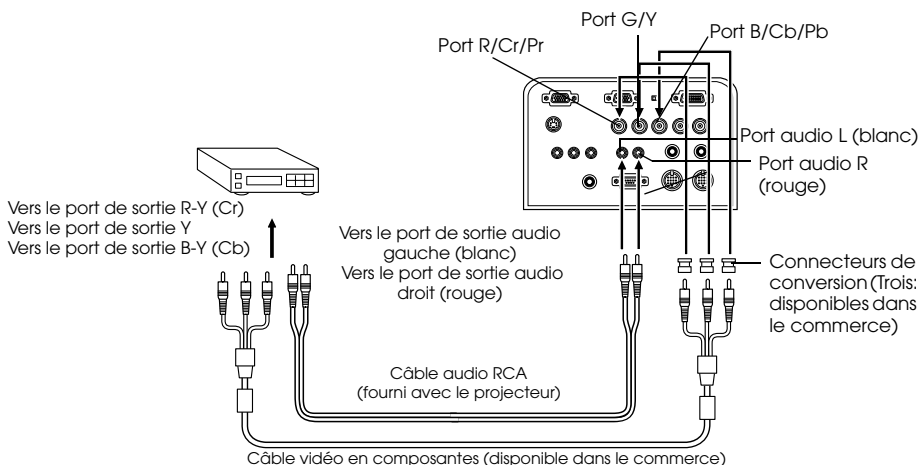 Port G/Y
Port B/Cb/Pb
Port R/Cr/Pr
Port audio L (blanc)
Port audio R
(rouge)
Vers le port de sortie R-Y (Cr)
Vers le port de sortie Y
Vers le port de sortie B-Y (Cb)
Vers le port de sortie audio
gauche (blanc)
Vers le port de sortie audio
droit (rouge)
Connecteurs de
conversion (Trois:
disponibles dans
le commerce)
Câble audio RCA
(fourni avec le projecteur)
Câble vidéo en composantes (disponible dans le commerce)